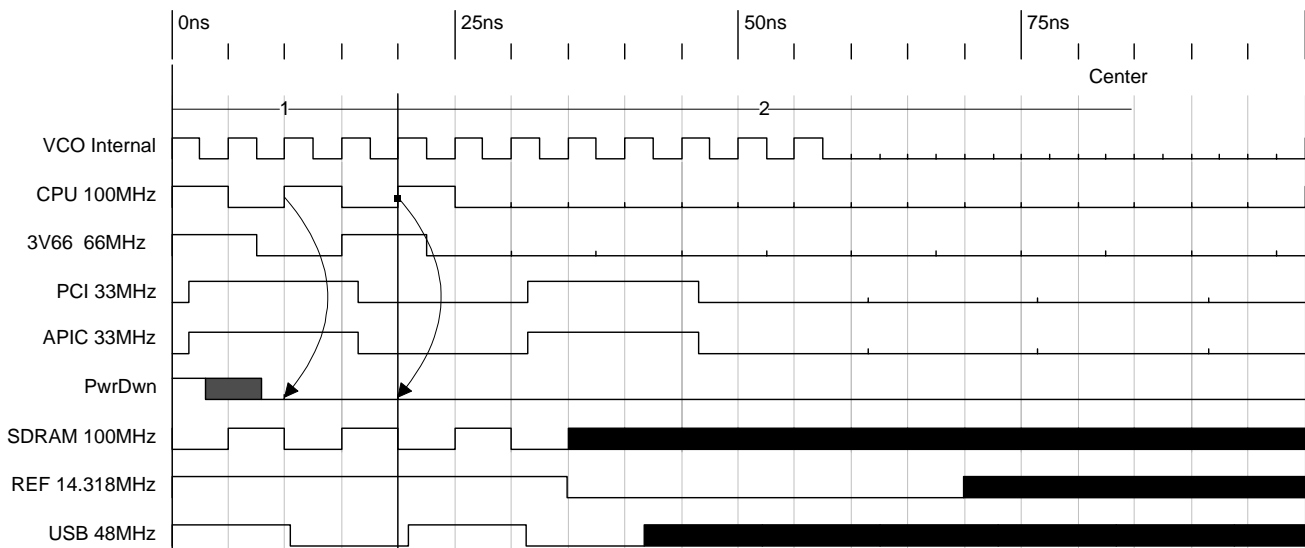 0ns 25ns 50ns 75ns
Center
1 2
VCO Internal
CPU 100MHz
3V66 66MHz
PCI 33MHz
APIC 33MHz
PwrDwn
SDRAM 100MHz
REF 14.318MHz
USB 48MHz